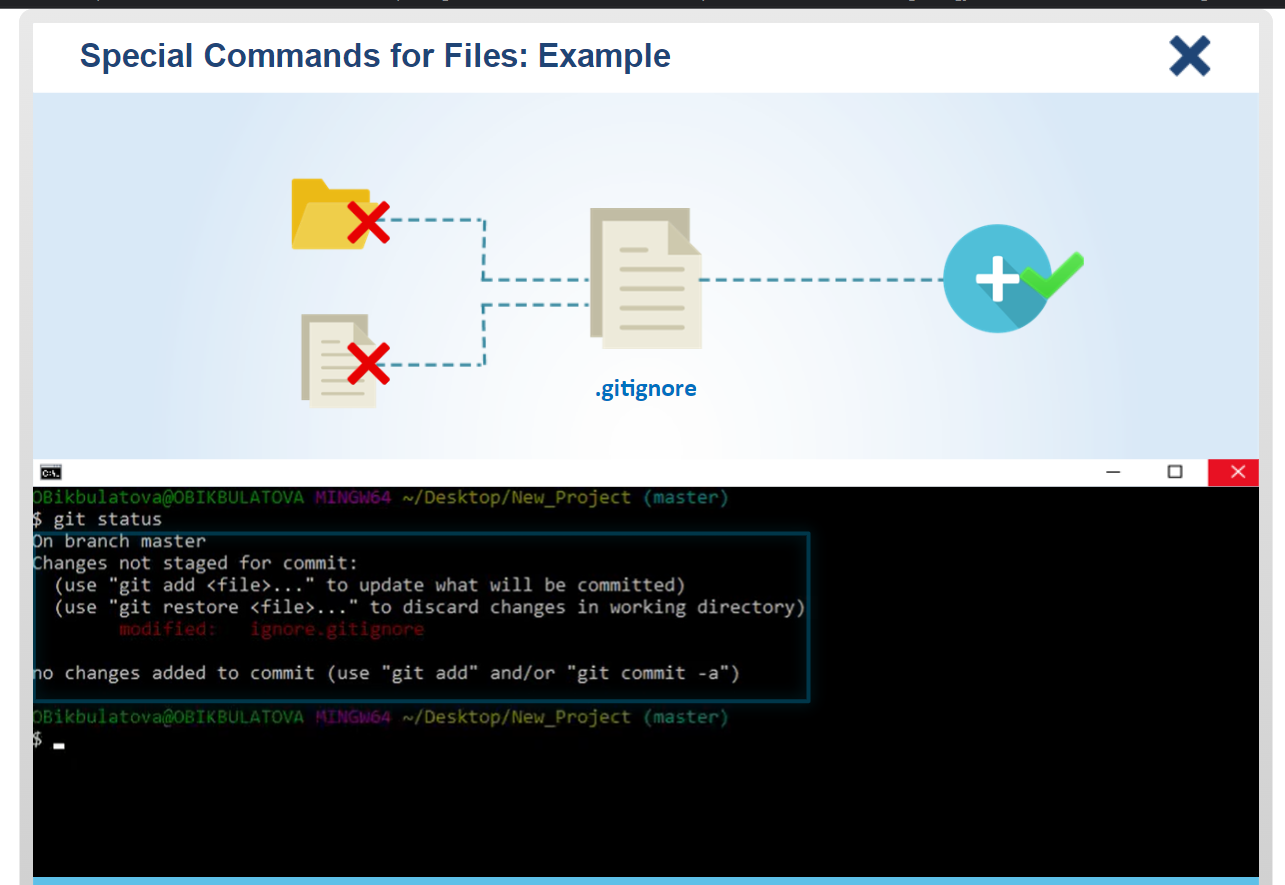 Special Commands for Files: Example
.gitignore
C:\.
OBikbulatova@OBIKBULATOVA MINGW64 ~/Desktop/New_Project (master)
$ git status
On branch master
Changes not staged for commit:
(use "git add <file>..." to update what will be committed)
(use "git restore <file>..." to discard changes in working directory)
modified: ignore.gitignore
no changes added to commit (use "git add" and/or "git commit -a")
OBikbulatova@OBIKBULATOVA MINGW64 ~/Desktop/New_Project (master)
$